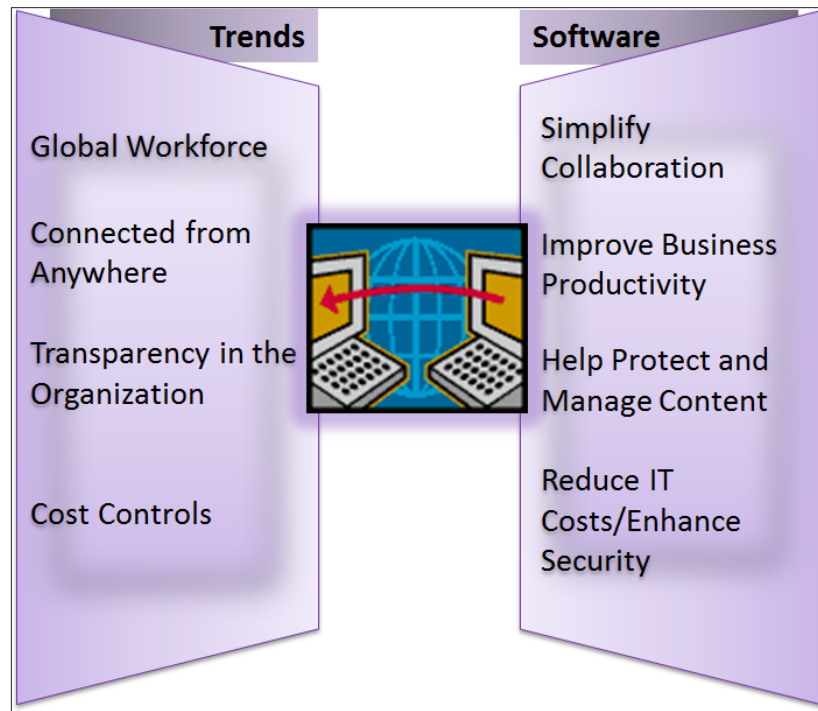 Trends
Global Workforce
Connected from
Anywhere
Transparency in the
Organization
Cost Controls
Software
Simplify
Collaboration
Improve Business
Productivity
Help Protect and
Manage Content
Reduce IT
Costs/Enhance
Security